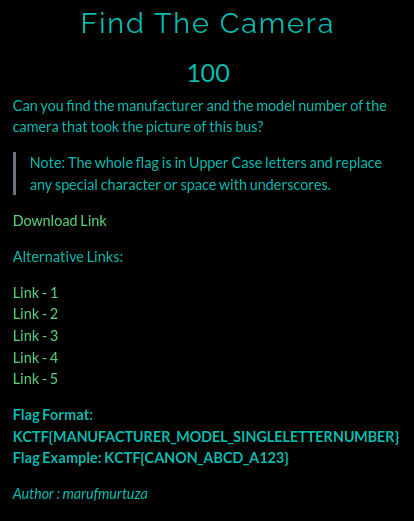 Find The Camera
100
Can you find the manufacturer and the model number of the
camera that took the picture of this bus?
Note: The whole flag is in Upper Case letters and replace
any special character or space with underscores.
Download Link
Alternative Links:
Link - 1
Link - 2
Link - 3
Link - 4
Link - 5
Flag Format:
KCTF{MANUFACTURER_MODEL_SINGLELETTERNUMBER}
Flag Example: KCTF{CANON_ABCD_A123}
Author : marufmurtuza